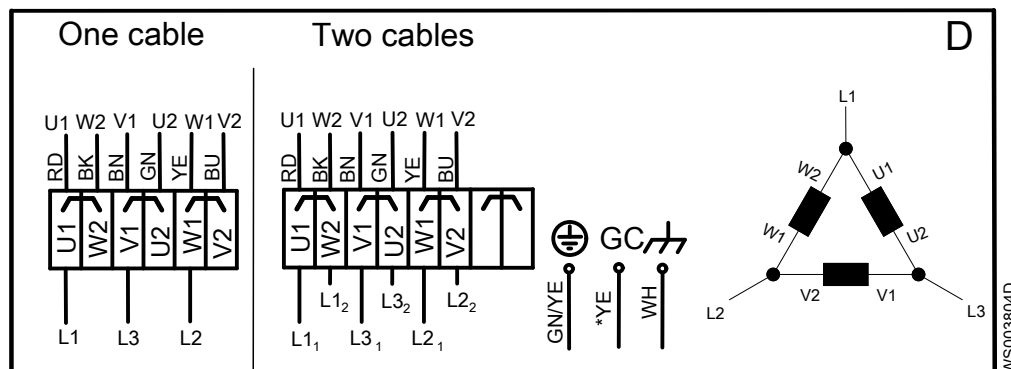 One cable
Two cables
D
U1 W2 V1 U2 W1 V2
RD BK BN GN YE BU
U1 W2 V1 U2 W1 V2
L1 L3 L2
U1 W2 V1 U2 W1 V2
RD BK BN GN YE BU
U1 W2 V1 U2 W1 V2
L1₂ L3₂ L2₂
L1₁ L3₁ L2₁
GC
GN/YE *YE WH
L1
W2 U1
W1 U2
V2 V1
L2 L3
WS003804D